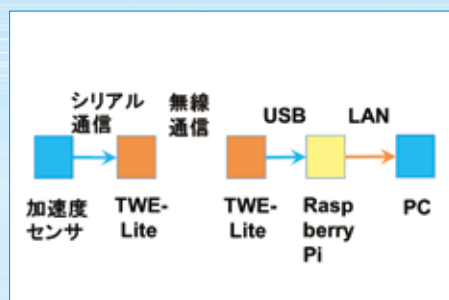 シリアル
通信
無線
通信
USB
LAN
加速度
センサ
TWE-
Lite
TWE-
Lite
Rasp
berry
Pi
PC